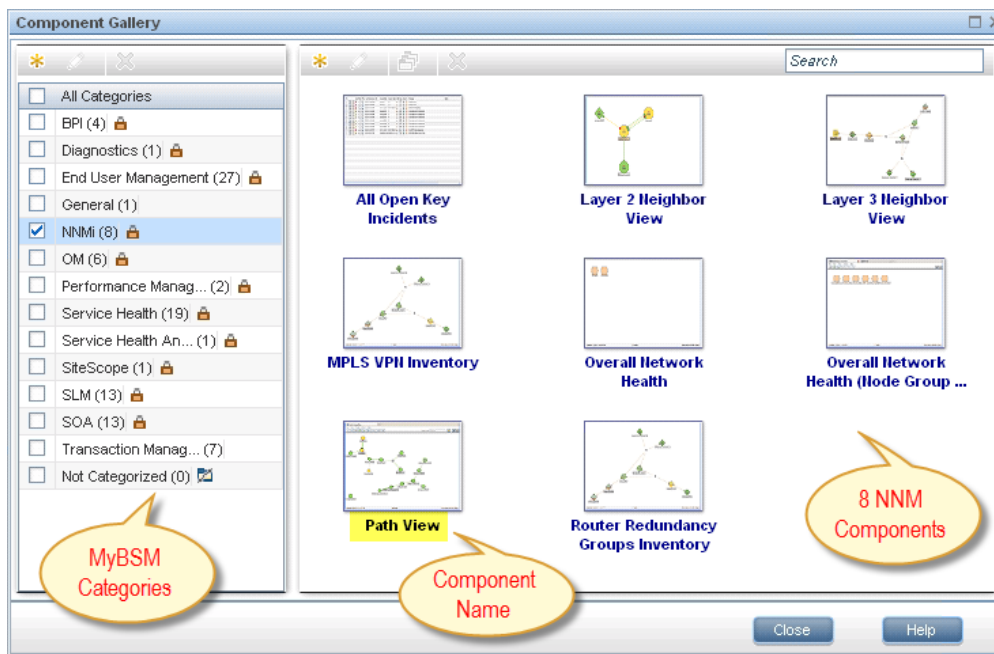 Component Gallery
Search
All Categories
BPI (4)
Diagnostics (1)
End User Management (27)
General (1)
NNMi (8)
OM (6)
Performance Manag... (2)
Service Health (19)
Service Health An... (1)
SiteScope (1)
SLM (13)
SOA (13)
Transaction Manag... (7)
Not Categorized (0)
MyBSM
Categories
All Open Key
Incidents
Layer 2 Neighbor
View
Layer 3 Neighbor
View
MPLS VPN Inventory
Overall Network
Health
Overall Network
Health (Node Group ...
Path View
Router Redundancy
Groups Inventory
8 NNM
Components
Component
Name
Close
Help